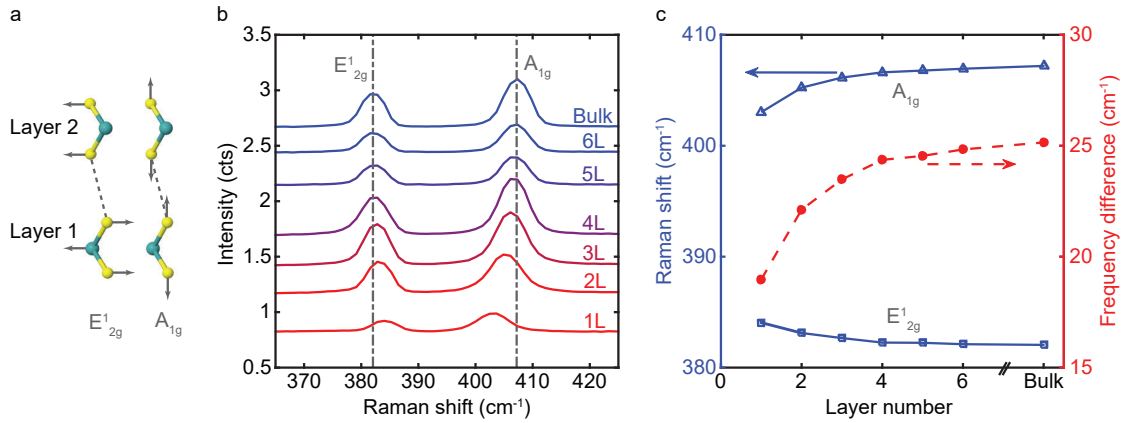 a
Layer 2
Layer 1
E¹₂g
A₁g
b
3.5
3
2.5
2
1.5
1
0.5
Intensity (cts)
E¹₂g
A₁g
Bulk
6L
5L
4L
3L
2L
1L
370
380
390
400
410
420
Raman shift (cm⁻¹)
c
410
400
390
380
Raman shift (cm⁻¹)
A₁g
E¹₂g
30
25
20
15
Frequency difference (cm⁻¹)
0
2
4
6
Bulk
Layer number